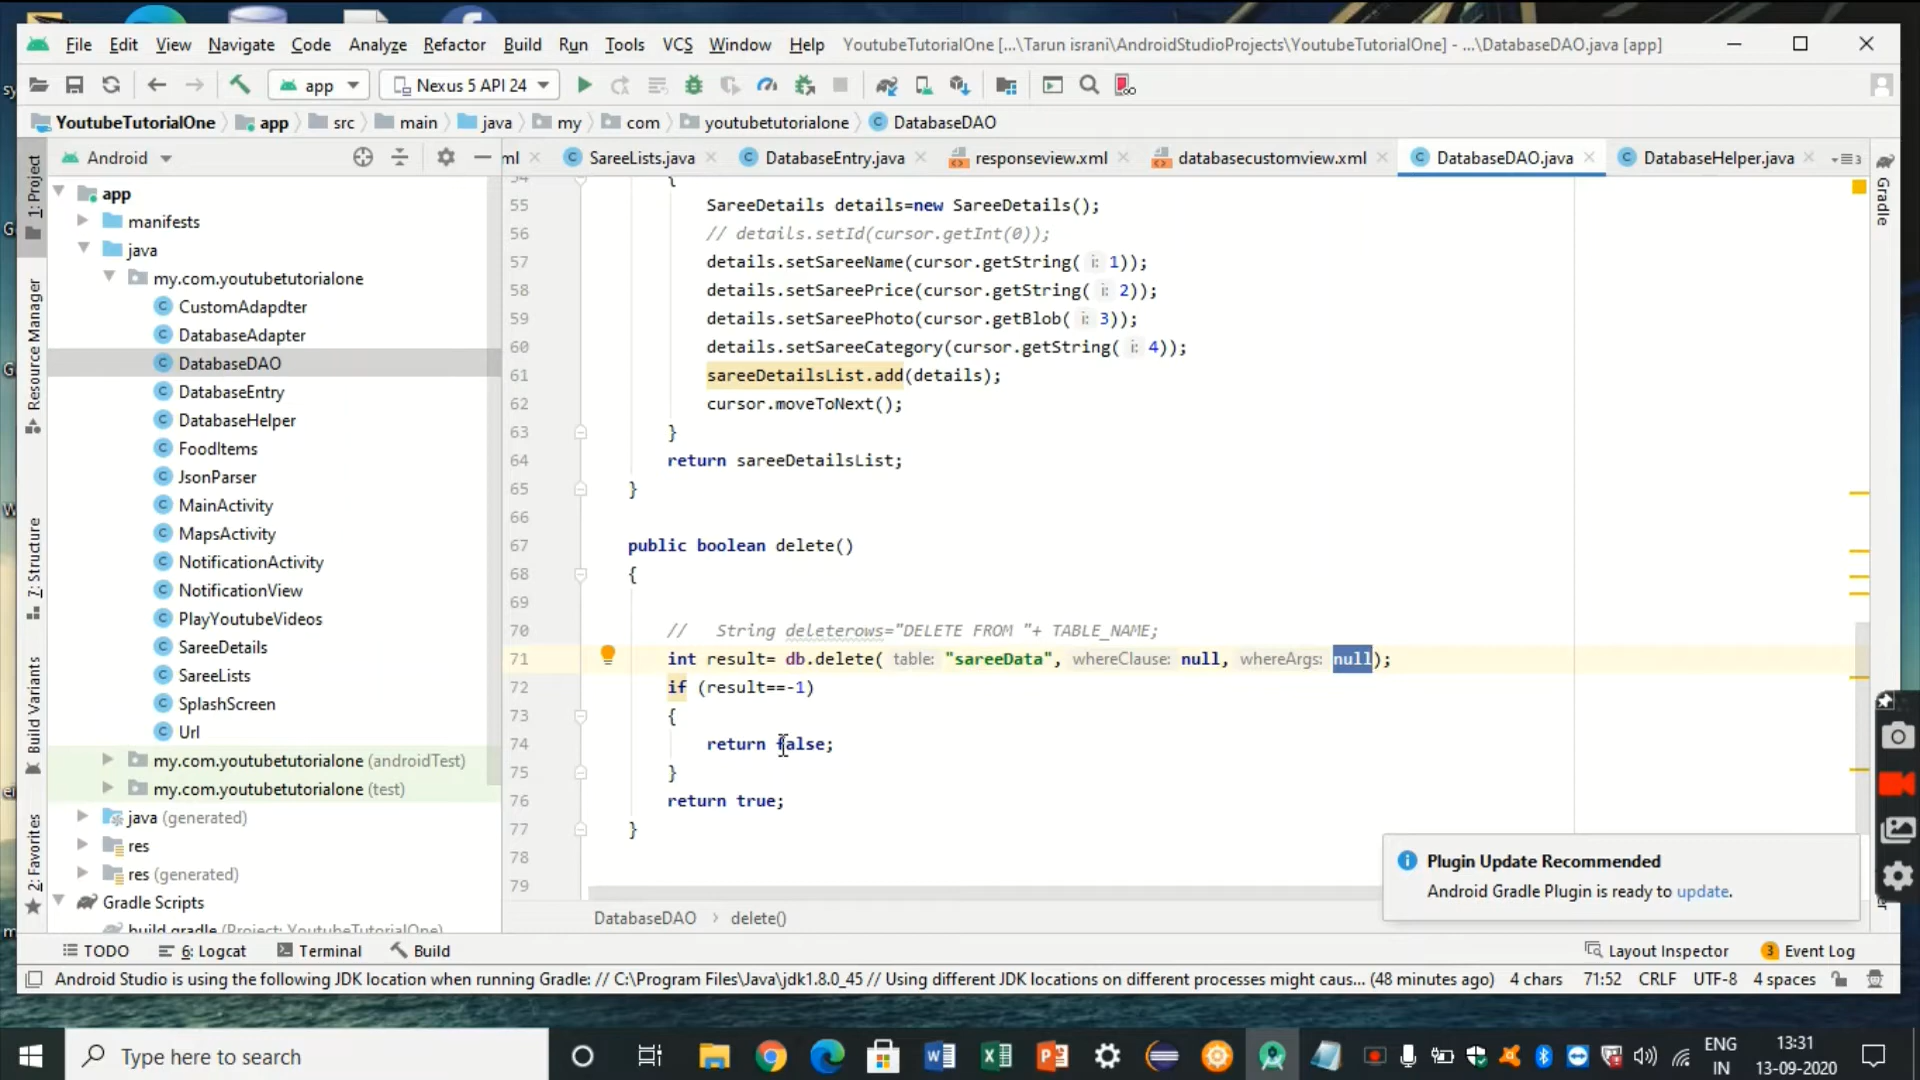 File Edit View Navigate Code Analyze Refactor Build Run Tools VCS Window Help YoutubeTutorialOne [...\Tarun israni\AndroidStudioProjects\YoutubeTutorialOne] - ...\DatabaseDAO.java [app]
app Nexus 5 API 24
YoutubeTutorialOne app src main java my com youtubetutorialone DatabaseDAO
Android
ml SareeLists.java DatabaseEntry.java responseview.xml databasecustomview.xml DatabaseDAO.java DatabaseHelper.java
1: Project
Resource Manager
7: Structure
Build Variants
2: Favorites
Gradle
app
manifests
java
my.com.youtubetutorialone
CustomAdapdter
DatabaseAdapter
DatabaseDAO
DatabaseEntry
DatabaseHelper
FoodItems
JsonParser
MainActivity
MapsActivity
NotificationActivity
NotificationView
PlayYoutubeVideos
SareeDetails
SareeLists
SplashScreen
Url
my.com.youtubetutorialone (androidTest)
my.com.youtubetutorialone (test)
java (generated)
res
res (generated)
Gradle Scripts
build.gradle (Project: YoutubeTutorialOne)
54 {
55 SareeDetails details=new SareeDetails();
56 // details.setId(cursor.getInt(0));
57 details.setSareeName(cursor.getString( i: 1));
58 details.setSareePrice(cursor.getString( i: 2));
59 details.setSareePhoto(cursor.getBlob( i: 3));
60 details.setSareeCategory(cursor.getString( i: 4));
61 sareeDetailsList.add(details);
62 cursor.moveToNext();
63 }
64 return sareeDetailsList;
65 }
66
67 public boolean delete()
68 {
69
70 // String deleterows="DELETE FROM "+ TABLE_NAME;
71 int result= db.delete( table: "sareeData", whereClause: null, whereArgs: null);
72 if (result==-1)
73 {
74 return false;
75 }
76 return true;
77 }
78
79
Plugin Update Recommended
Android Gradle Plugin is ready to update.
DatabaseDAO delete()
TODO 6: Logcat Terminal Build Layout Inspector 3 Event Log
Android Studio is using the following JDK location when running Gradle: // C:\Program Files\Java\jdk1.8.0_45 // Using different JDK locations on different processes might caus... (48 minutes ago) 4 chars 71:52 CRLF UTF-8 4 spaces
Type here to search
ENG
IN
13:31
13-09-2020